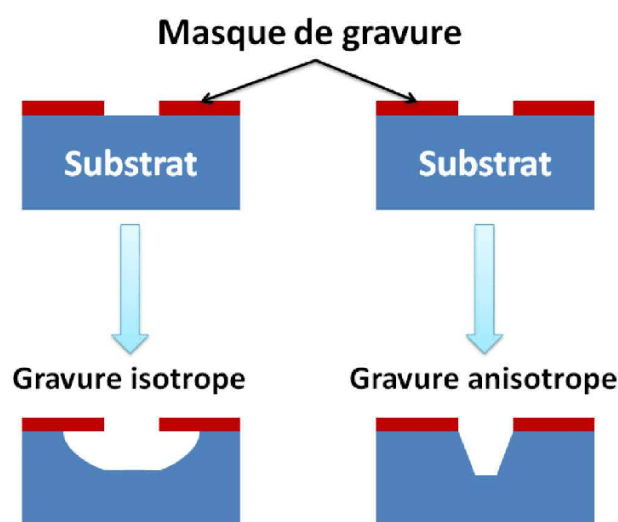 Masque de gravure
Substrat
Substrat
Gravure isotrope
Gravure anisotrope